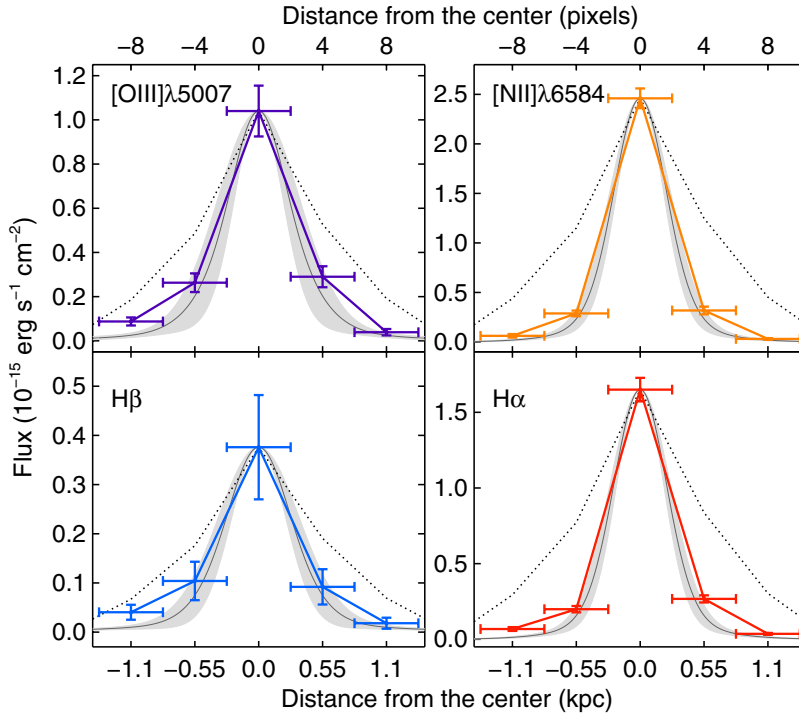 Distance from the center (pixels)
−8 −4 0 4 8 −8 −4 0 4 8
[OIII]λ5007
1.2
1.0
0.8
0.6
0.4
0.2
0.0
[NII]λ6584
2.5
2.0
1.5
1.0
0.5
0.0
Flux (10⁻¹⁵ erg s⁻¹ cm⁻²)
Hβ
0.5
0.4
0.3
0.2
0.1
0.0
Hα
1.5
1.0
0.5
0.0
−1.1 −0.55 0.0 0.55 1.1 −1.1 −0.55 0.0 0.55 1.1
Distance from the center (kpc)